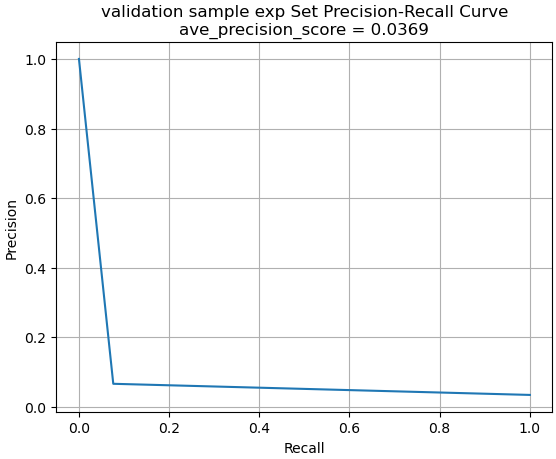 validation sample exp Set Precision-Recall Curve
ave_precision_score = 0.0369
1.0
0.8
0.6
0.4
0.2
0.0
Precision
0.0 0.2 0.4 0.6 0.8 1.0
Recall